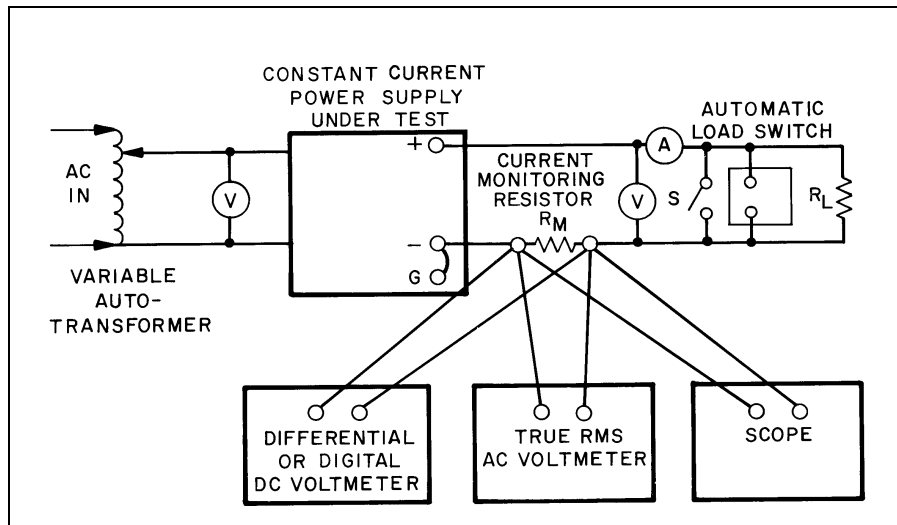 CONSTANT CURRENT
POWER SUPPLY
UNDER TEST
AC
IN
V
VARIABLE
AUTO-
TRANSFORMER
+
-
G
CURRENT
MONITORING
RESISTOR
RM
V
A
S
AUTOMATIC
LOAD SWITCH
RL
DIFFERENTIAL
OR DIGITAL
DC VOLTMETER
TRUE RMS
AC VOLTMETER
SCOPE